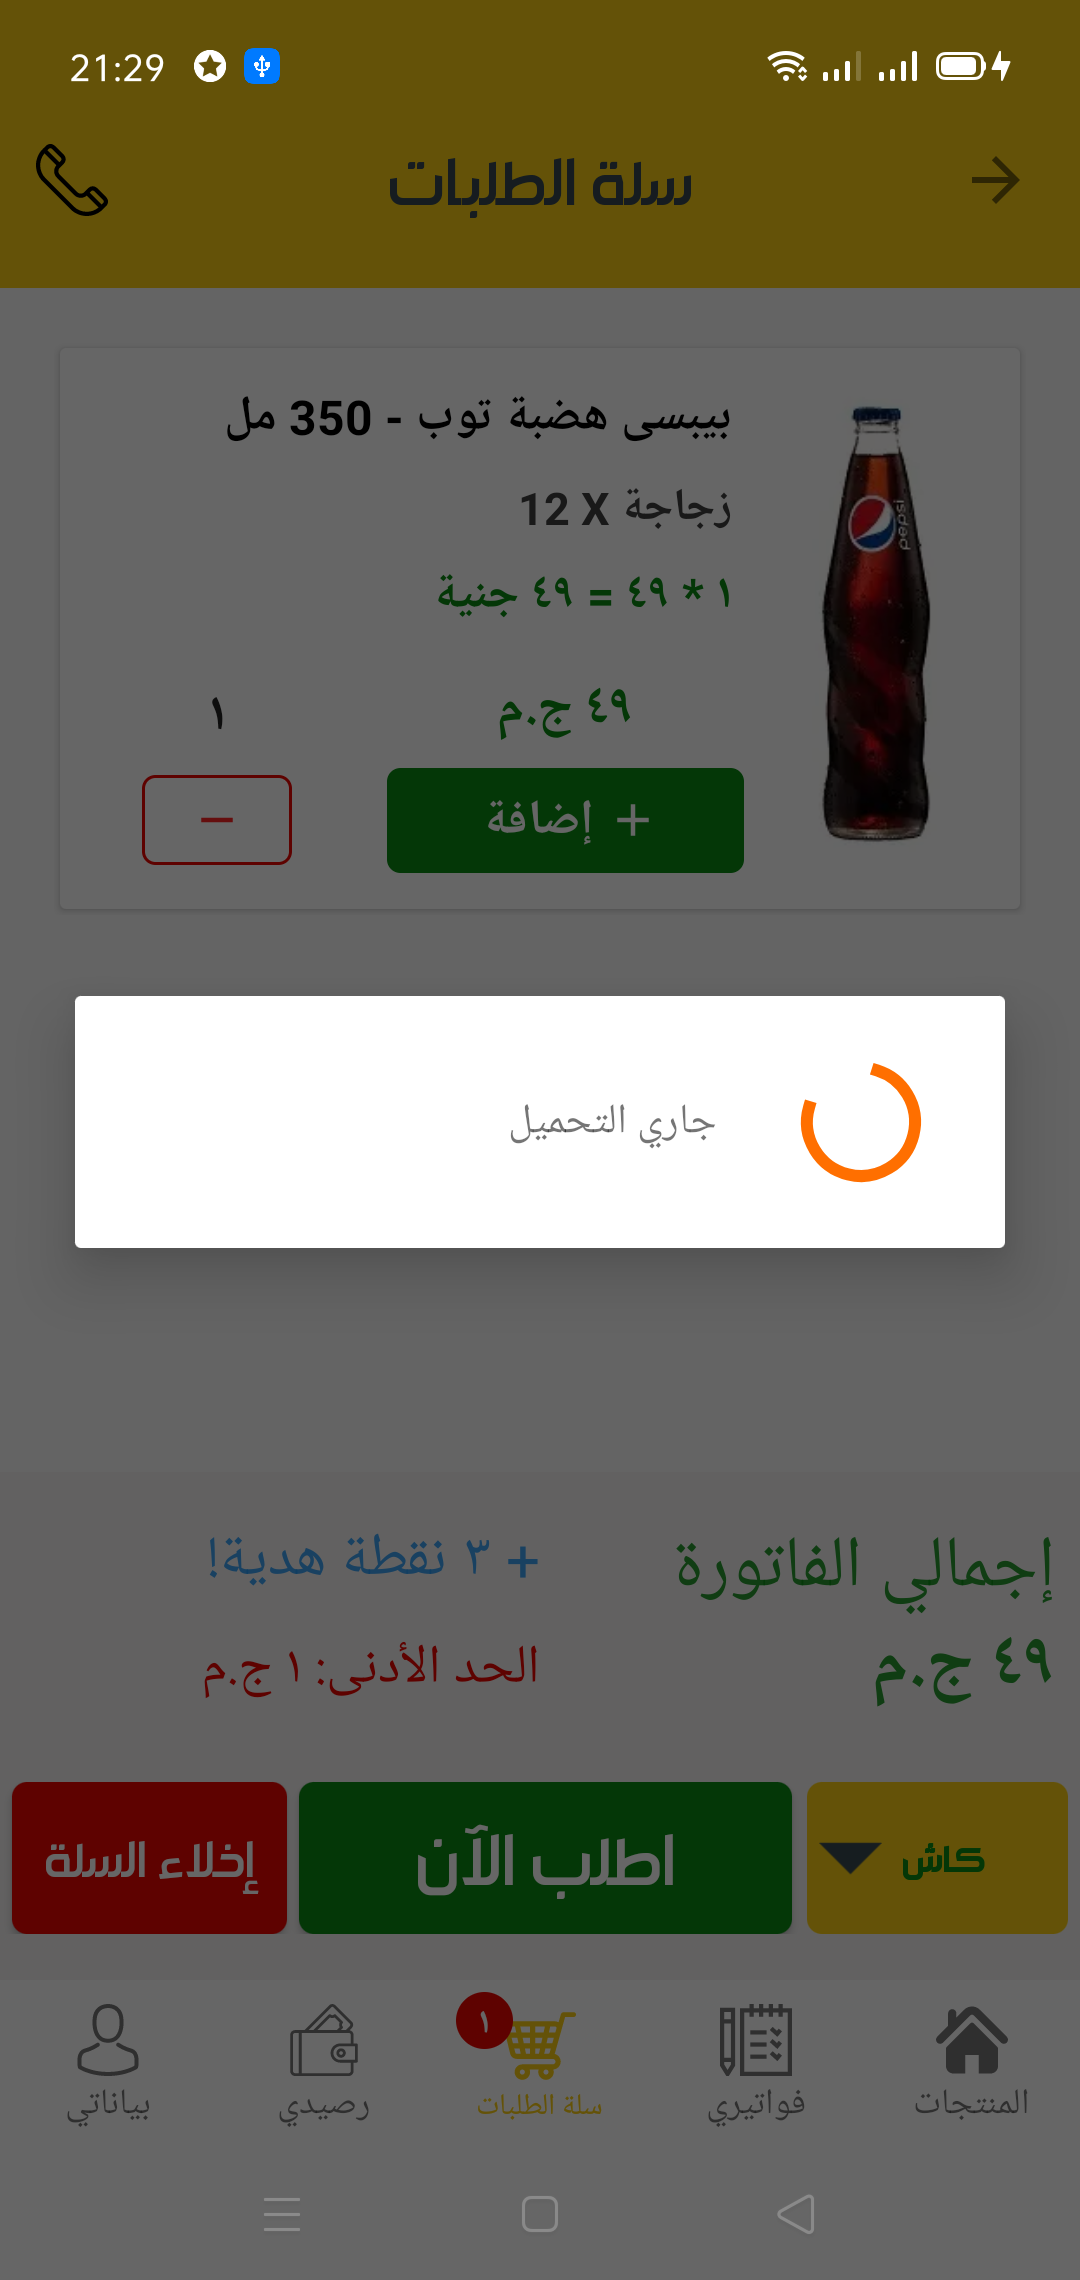 21:29
سلة الطلبات
بيبسى هضبة توب - 350 مل
زجاجة X 12
١ * ٤٩ = ٤٩ جنية
pepsi
٤٩ ج.م
١
+ إضافة
جاري التحميل
إجمالي الفاتورة
٤٩ ج.م
+ ٣ نقطة هدية!
الحد الأدنى: ١ ج.م
كاش
اطلب الآن
إخلاء السلة
المنتجات
فواتيري
١
سلة الطلبات
رصيدي
بياناتي